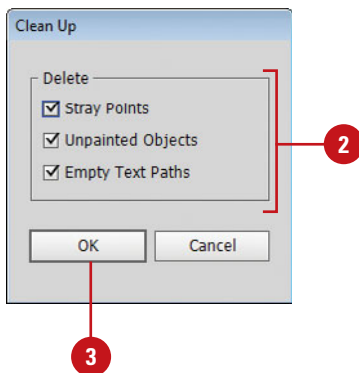 Clean Up
Delete
Stray Points
Unpainted Objects
Empty Text Paths
2
OK
Cancel
3